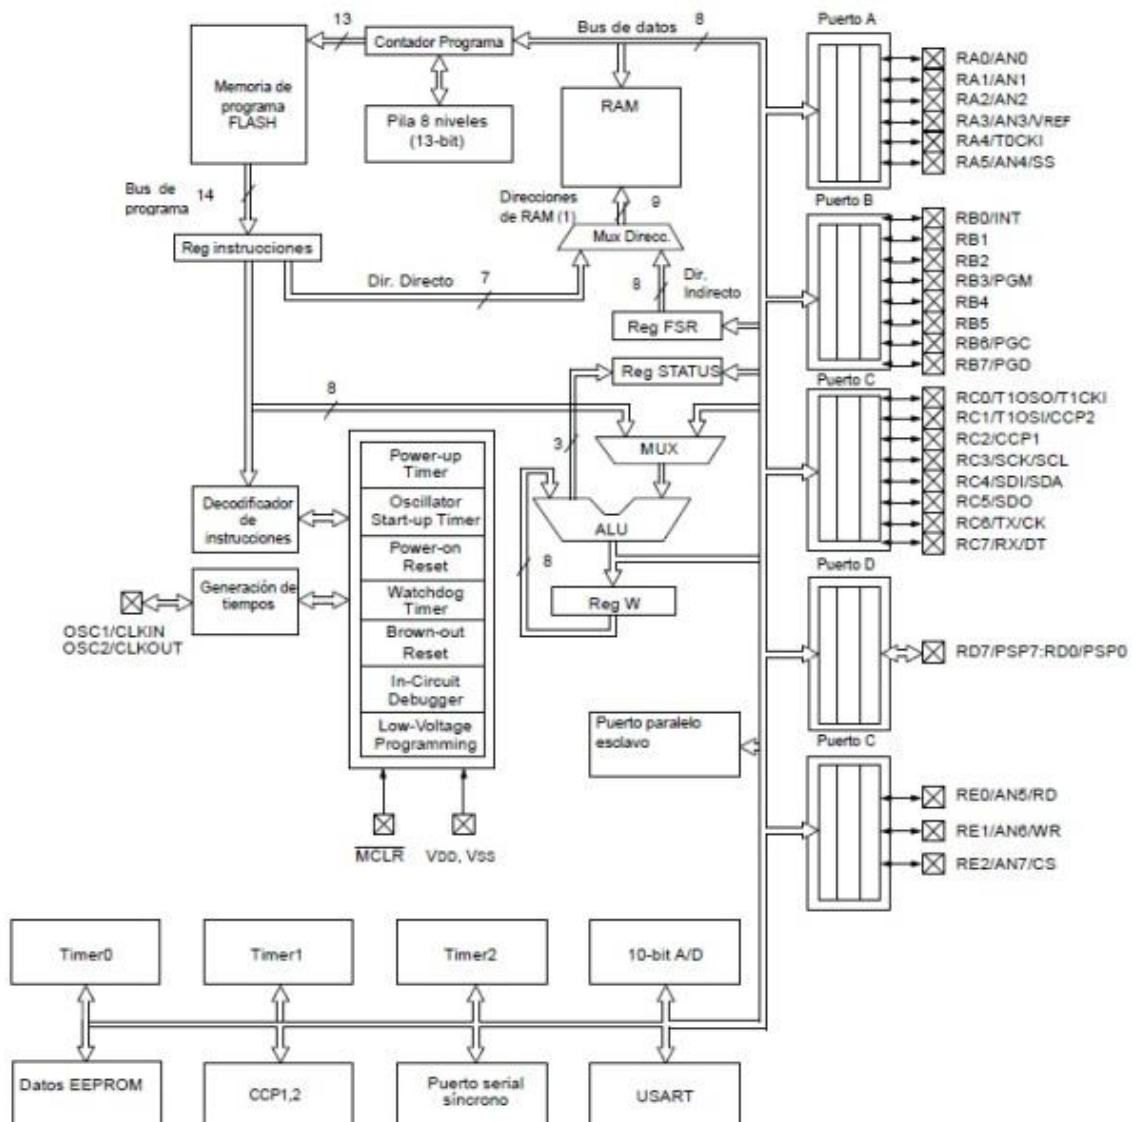 13
Contador Programa
Bus de datos
8
Puerto A
Memoria de
programa
FLASH
Pila 8 niveles
(13-bit)
RAM
RA0/AN0
RA1/AN1
RA2/AN2
RA3/AN3/VREF
RA4/T0CKI
RA5/AN4/SS
Bus de
programa
14
Direcciones
de RAM (1)
9
Puerto B
Reg instrucciones
Mux Direcc.
Dir. Directo
7
8
Dir.
Indirecto
Reg FSR
RB0/INT
RB1
RB2
RB3/PGM
RB4
RB5
RB6/PGC
RB7/PGD
Reg STATUS
Puerto C
8
3
MUX
RC0/T1OSO/T1CKI
RC1/T1OSI/CCP2
RC2/CCP1
RC3/SCK/SCL
RC4/SDI/SDA
RC5/SDO
RC6/TX/CK
RC7/RX/DT
Power-up
Timer
Oscillator
Start-up Timer
Power-on
Reset
Watchdog
Timer
Brown-out
Reset
In-Circuit
Debugger
Low-Voltage
Programming
Decodificador
de
instrucciones
Generación de
tiempos
OSC1/CLKIN
OSC2/CLKOUT
ALU
8
Reg W
Puerto D
RD7/PSP7:RD0/PSP0
Puerto paralelo
esclavo
Puerto C
RE0/AN5/RD
RE1/AN6/WR
RE2/AN7/CS
MCLR
VDD, VSS
Timer0
Timer1
Timer2
10-bit A/D
Datos EEPROM
CCP1,2
Puerto serial
síncrono
USART